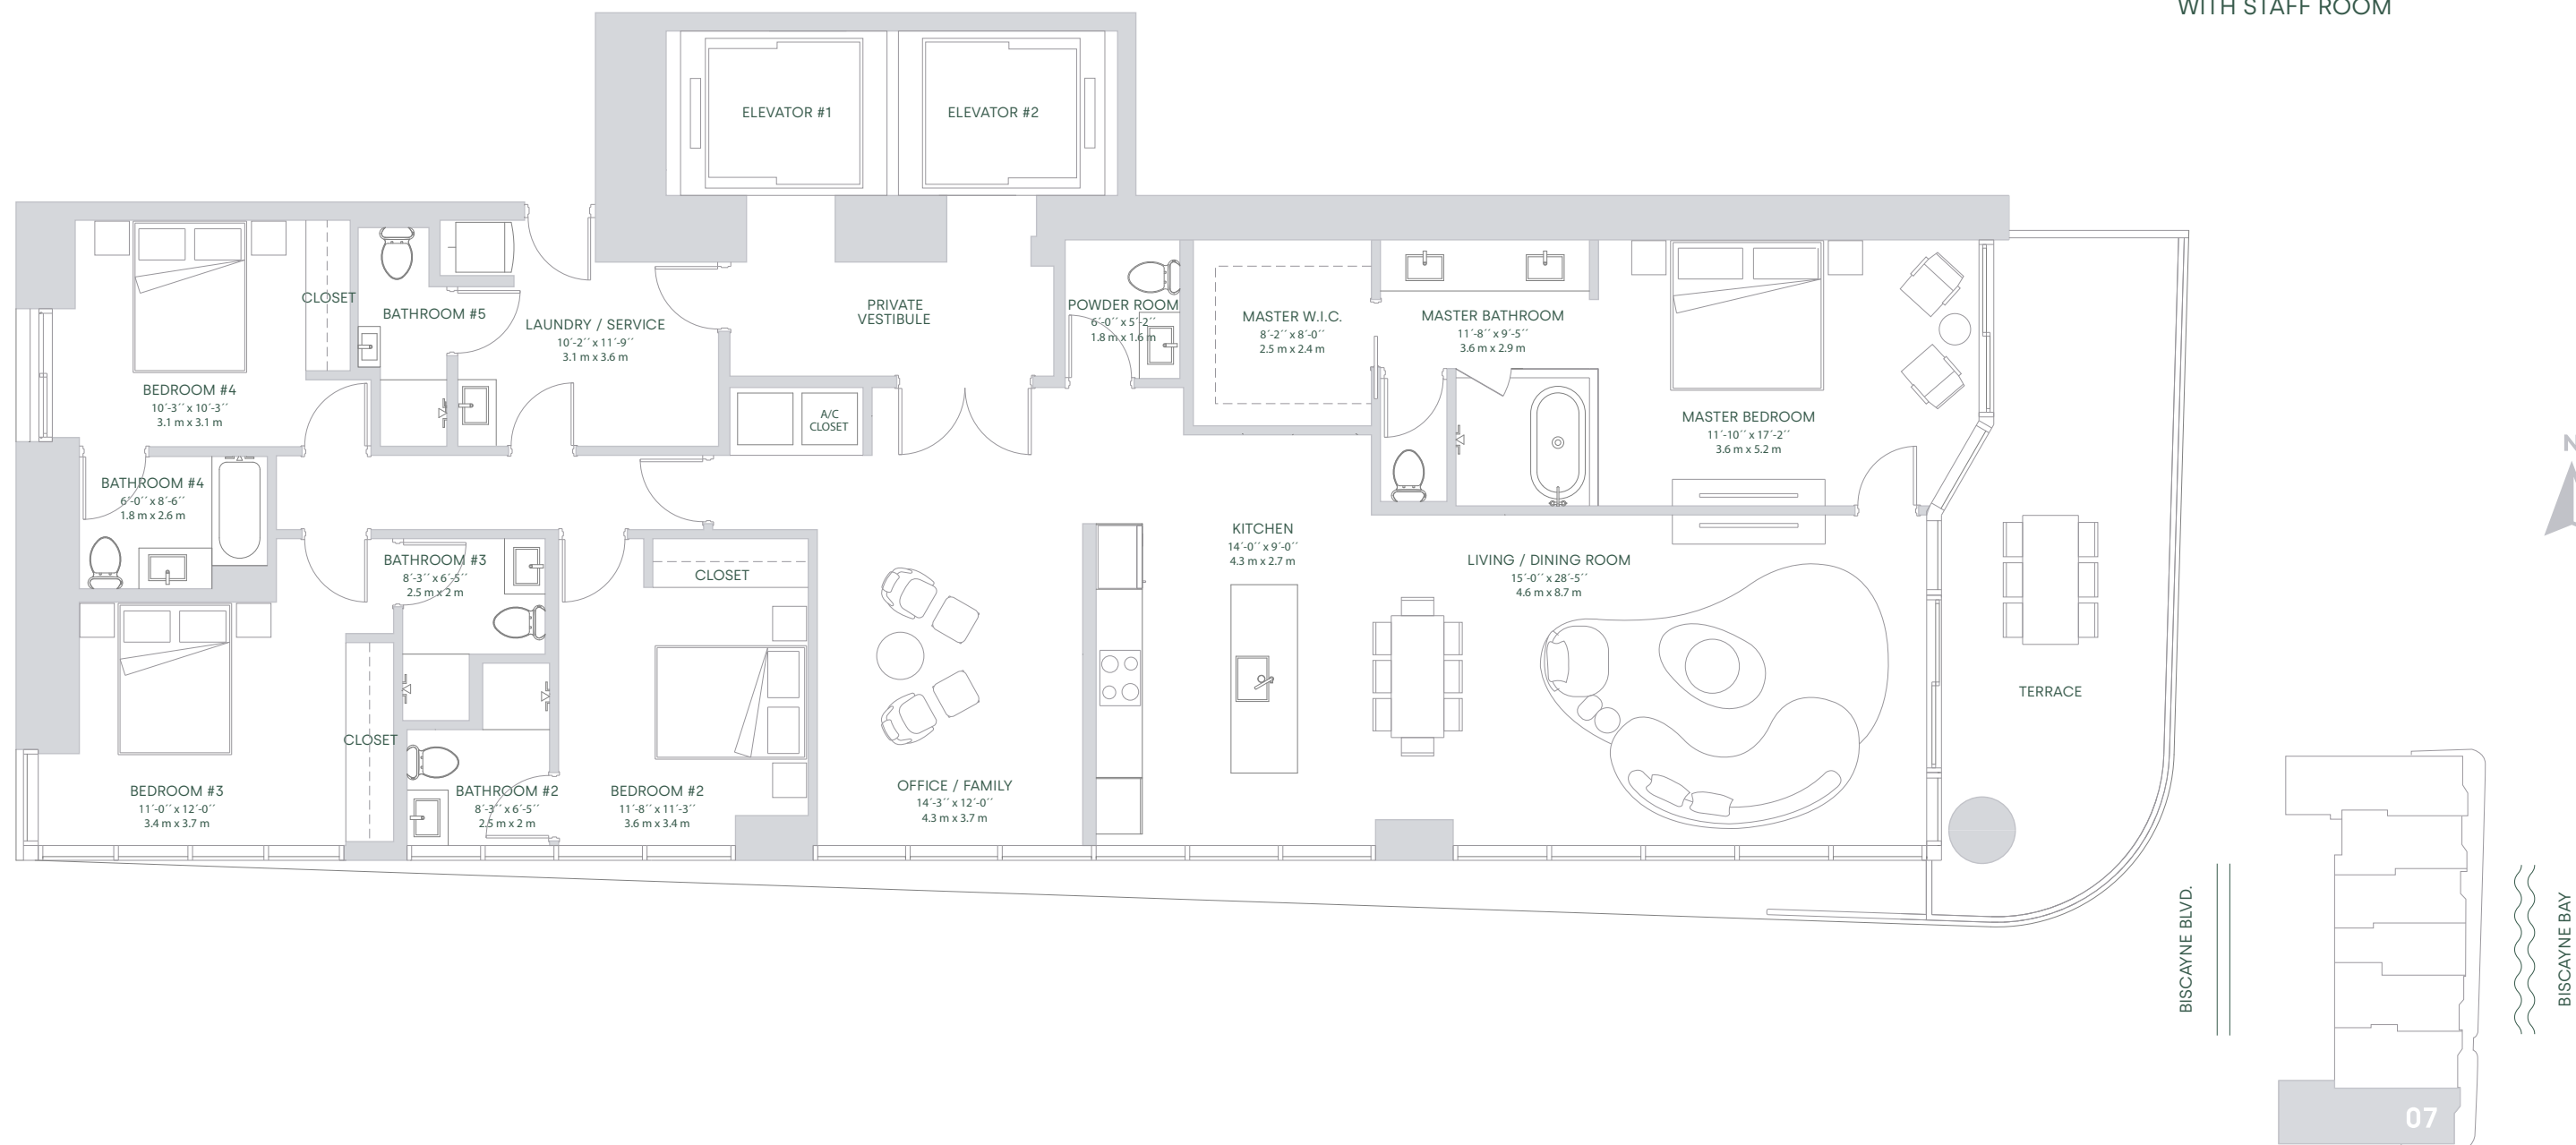 WITH STAFF ROOM
ELEVATOR #1
ELEVATOR #2
CLOSET
BATHROOM #5
LAUNDRY / SERVICE
10´-2´´ x 11´-9´´
3.1 m x 3.6 m
PRIVATE
VESTIBULE
POWDER ROOM
6´-0´´ x 5´-2´´
1.8 m x 1.6 m
MASTER W.I.C.
8´-2´´ x 8´-0´´
2.5 m x 2.4 m
MASTER BATHROOM
11´-8´´ x 9´-5´´
3.6 m x 2.9 m
BEDROOM #4
10´-3´´ x 10´-3´´
3.1 m x 3.1 m
A/C
CLOSET
MASTER BEDROOM
11´-10´´ x 17´-2´´
3.6 m x 5.2 m
N
BATHROOM #4
6´-0´´ x 8´-6´´
1.8 m x 2.6 m
BATHROOM #3
8´-3´´ x 6´-5´´
2.5 m x 2 m
CLOSET
KITCHEN
14´-0´´ x 9´-0´´
4.3 m x 2.7 m
LIVING / DINING ROOM
15´-0´´ x 28´-5´´
4.6 m x 8.7 m
TERRACE
CLOSET
BEDROOM #3
11´-0´´ x 12´-0´´
3.4 m x 3.7 m
BATHROOM #2
8´-3´´ x 6´-5´´
2.5 m x 2 m
BEDROOM #2
11´-8´´ x 11´-3´´
3.6 m x 3.4 m
OFFICE / FAMILY
14´-3´´ x 12´-0´´
4.3 m x 3.7 m
BISCAYNE BLVD.
BISCAYNE BAY
07